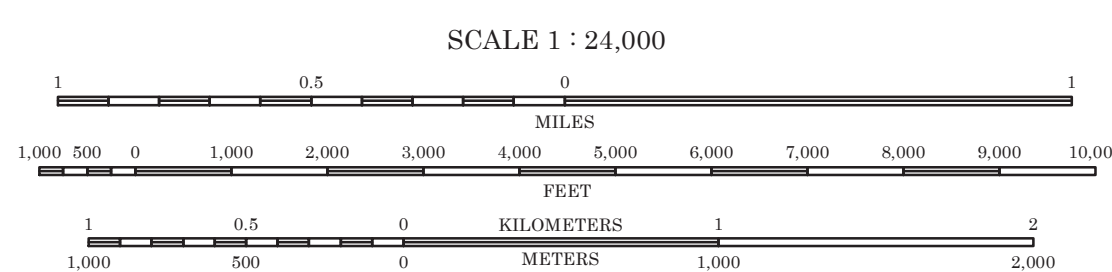 SCALE 1 : 24,000
1 0.5 0 1
MILES
1,000 500 0 1,000 2,000 3,000 4,000 5,000 6,000 7,000 8,000 9,000 10,00
FEET
1 0.5 0 KILOMETERS 1 2
1,000 500 0 METERS 1,000 2,000